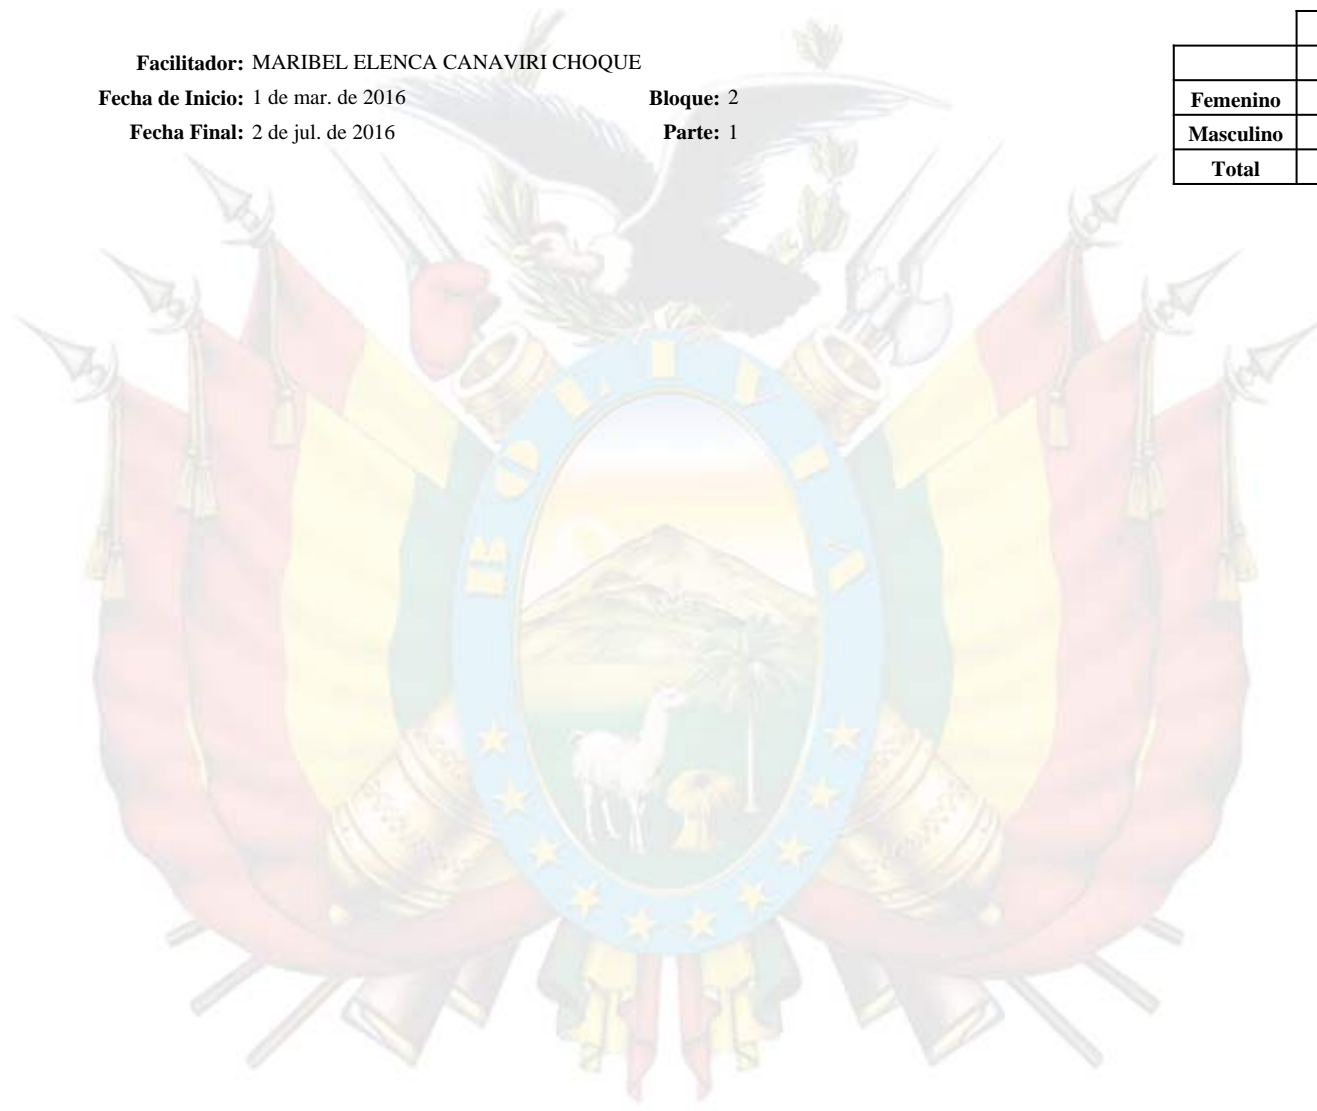 Facilitador: MARIBEL ELENCA CANAVIRI CHOQUE
Fecha de Inicio: 1 de mar. de 2016 Bloque: 2
Fecha Final: 2 de jul. de 2016 Parte: 1
Femenino
Masculino
Total
BOLIVIA